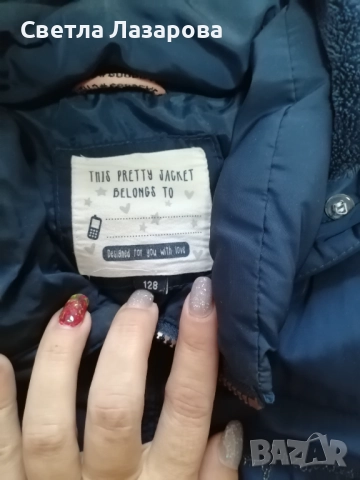 Светла Лазарова
THIS PRETTY JACKET
BELONGS TO
Designed for you with love
128
BAZAR